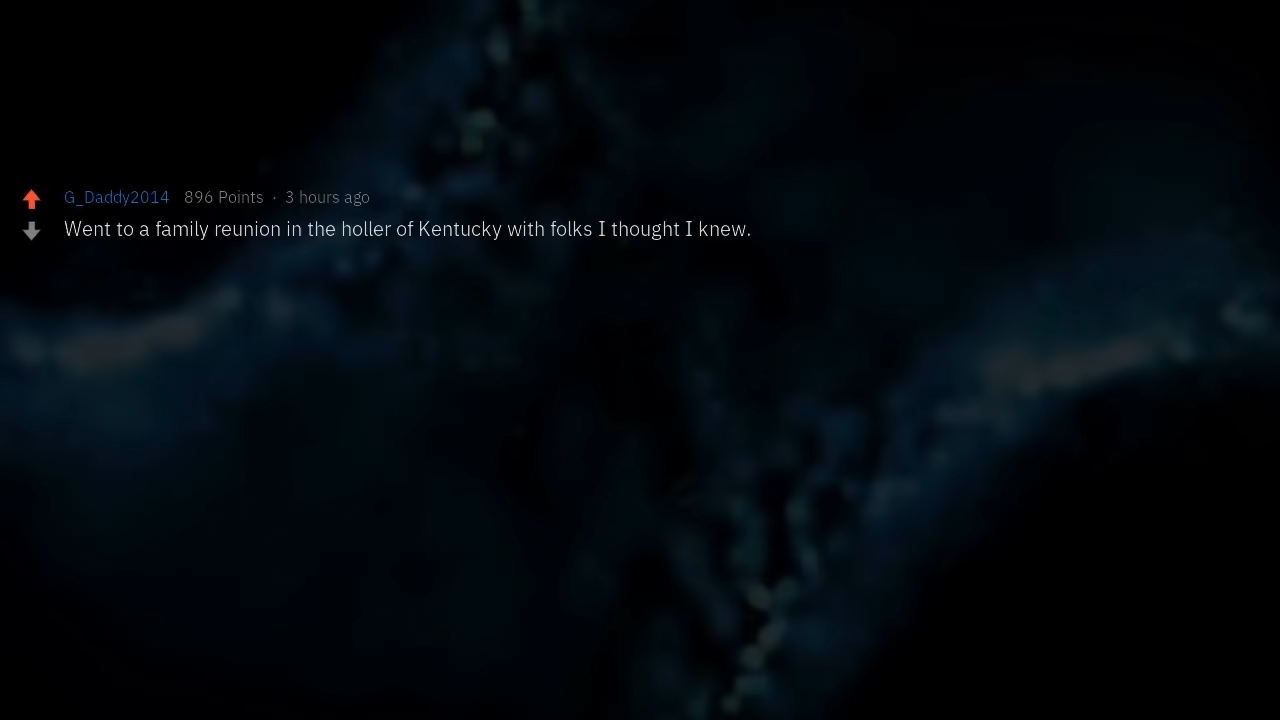 G_Daddy2014 896 Points · 3 hours ago
Went to a family reunion in the holler of Kentucky with folks I thought I knew.